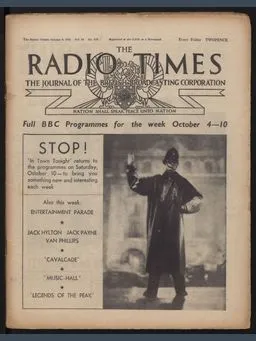 Every Friday TWOPENCE
THE
RADIO TIMES
THE JOURNAL OF THE BRITISH BROADCASTING CORPORATION
NATION SHALL SPEAK PEACE UNTO NATION
Full BBC Programmes for the week October 4—10
STOP!
'In Town Tonight' returns to
the programmes on Saturday,
October 10—to bring you
something new and interesting
each week
Also this week:
ENTERTAINMENT PARADE
JACK HYLTON JACK PAYNE
VAN PHILLIPS
'CAVALCADE'
'MUSIC-HALL'
'LEGENDS OF THE PEAK'